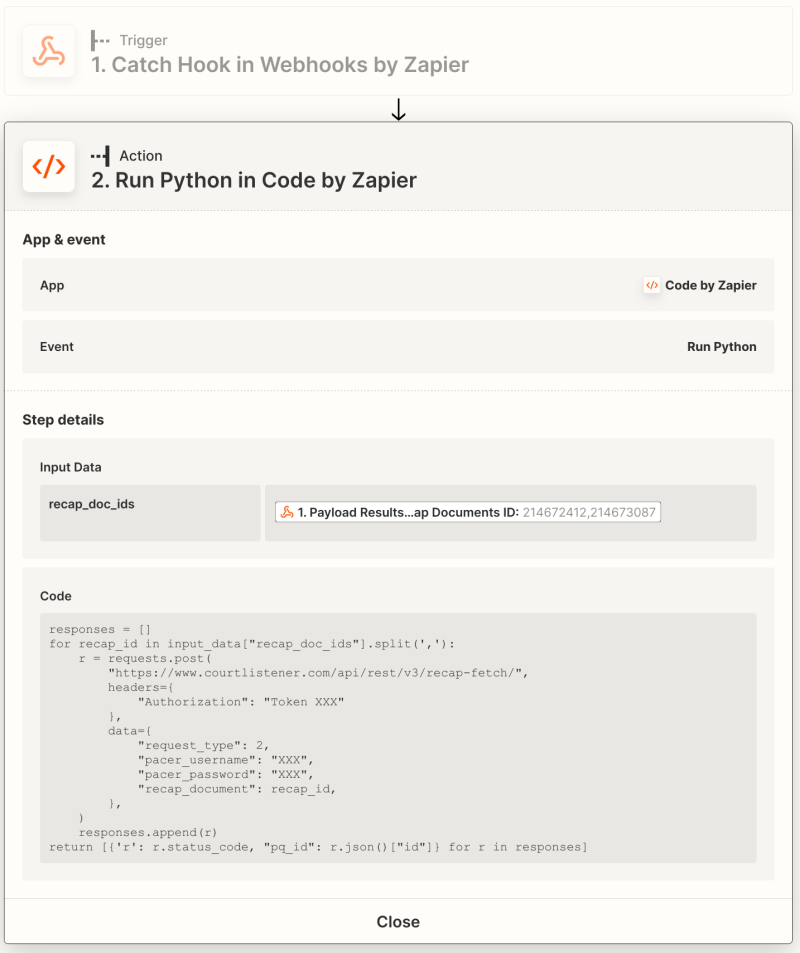 Trigger
1. Catch Hook in Webhooks by Zapier
Action
2. Run Python in Code by Zapier
App & event
App
Code by Zapier
Event
Run Python
Step details
Input Data
recap_doc_ids
1. Payload Results...ap Documents ID: 214672412,214673087
Code
responses = []
for recap_id in input_data["recap_doc_ids"].split(','):
    r = requests.post(
        "https://www.courtlistener.com/api/rest/v3/recap-fetch/",
        headers={
            "Authorization": "Token XXX"
        },
        data={
            "request_type": 2,
            "pacer_username": "XXX",
            "pacer_password": "XXX",
            "recap_document": recap_id,
        },
    )
    responses.append(r)
return [{'r': r.status_code, "pq_id": r.json()["id"]} for r in responses]
Close